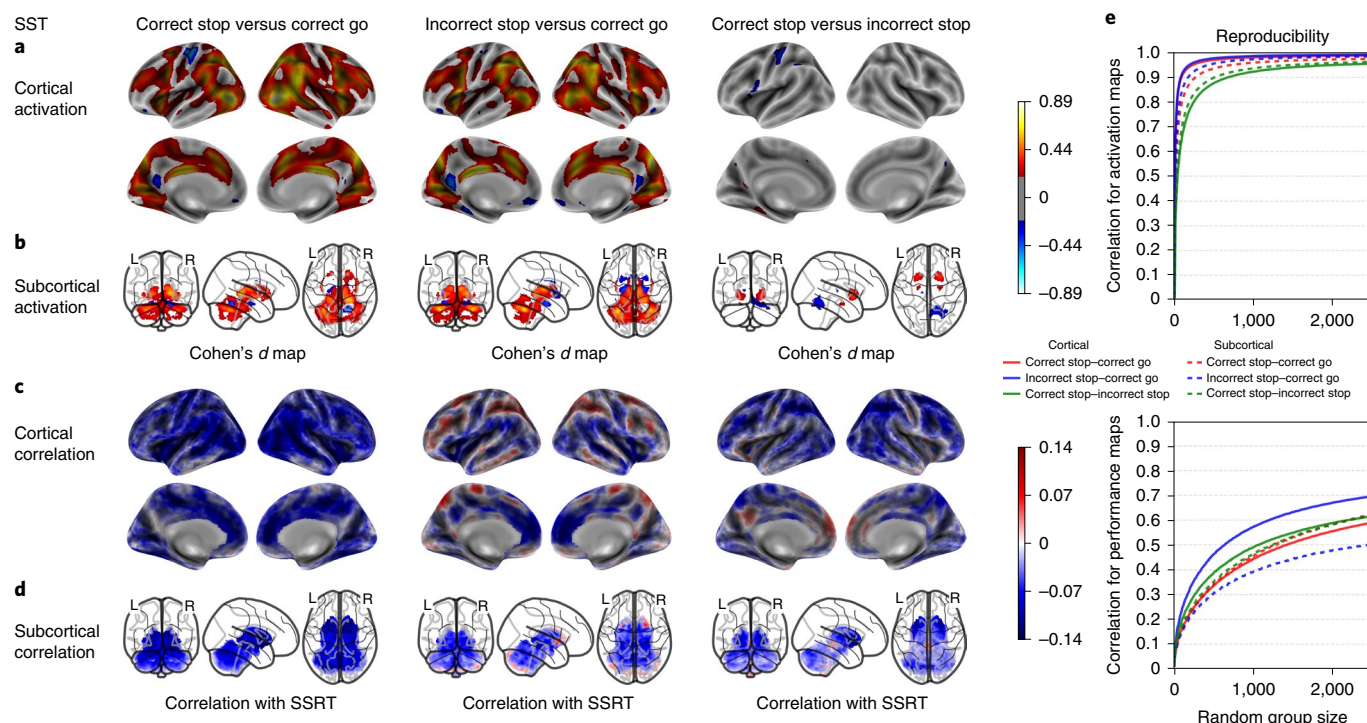 SST
Correct stop versus correct go
Incorrect stop versus correct go
Correct stop versus incorrect stop
a
Cortical
activation
0.89
0.44
0
−0.44
−0.89
b
Subcortical
activation
L R
L R
L R
Cohen's d map
Cohen's d map
Cohen's d map
c
Cortical
correlation
0.14
0.07
0
−0.07
−0.14
d
Subcortical
correlation
L R
L R
L R
Correlation with SSRT
Correlation with SSRT
Correlation with SSRT
e
Reproducibility
Correlation for activation maps
1.0
0.9
0.8
0.7
0.6
0.5
0.4
0.3
0.2
0.1
0
0 1,000 2,000
Cortical
Correct stop–correct go
Incorrect stop–correct go
Correct stop–incorrect stop
Subcortical
Correct stop–correct go
Incorrect stop–correct go
Correct stop–incorrect stop
Correlation for performance maps
1.0
0.9
0.8
0.7
0.6
0.5
0.4
0.3
0.2
0.1
0
0 1,000 2,000
Random group size